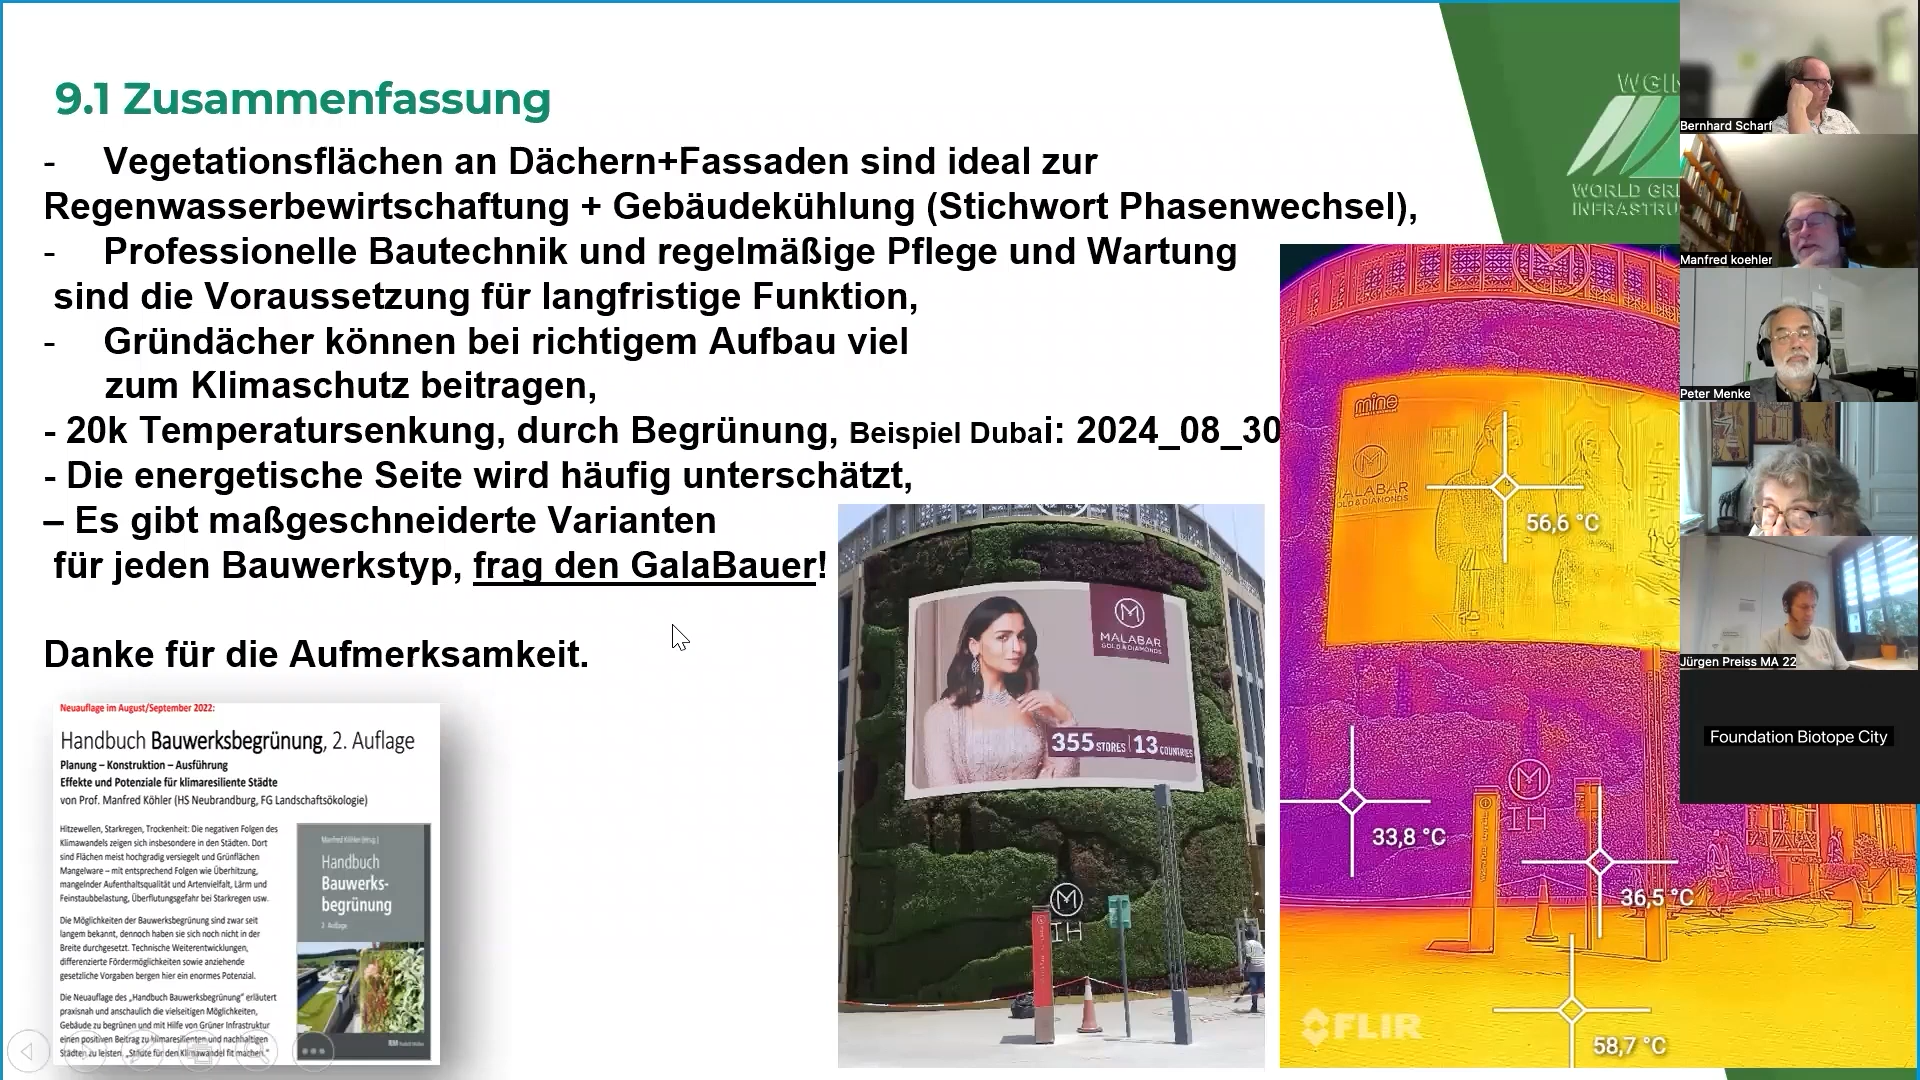 9.1 Zusammenfassung
- Vegetationsflächen an Dächern+Fassaden sind ideal zur
Regenwasserbewirtschaftung + Gebäudekühlung (Stichwort Phasenwechsel),
- Professionelle Bautechnik und regelmäßige Pflege und Wartung
sind die Voraussetzung für langfristige Funktion,
- Gründächer können bei richtigem Aufbau viel
zum Klimaschutz beitragen,
- 20k Temperatursenkung, durch Begrünung, Beispiel Dubai: 2024_08_30
- Die energetische Seite wird häufig unterschätzt,
– Es gibt maßgeschneiderte Varianten
für jeden Bauwerkstyp, frag den GalaBauer!
Danke für die Aufmerksamkeit.
Neuauflage im August/September 2022:
Handbuch Bauwerksbegrünung, 2. Auflage
Planung – Konstruktion – Ausführung
Effekte und Potenziale für klimaresiliente Städte
von Prof. Manfred Köhler (HS Neubrandburg, FG Landschaftsökologie)
Hitzewellen, Starkregen, Trockenheit: Die negativen Folgen des
Klimawandels zeigen sich insbesondere in den Städten. Dort
sind Flächen meist hochgradig versiegelt und Grünflächen
Mangelware – mit entsprechend Folgen wie Überhitzung,
mangelnder Aufenthaltsqualität und Artenvielfalt, Lärm und
Feinstaubbelastung, Überflutungsgefahr bei Starkregen usw.
Die Möglichkeiten der Bauwerksbegrünung sind zwar seit
langem bekannt, dennoch haben sie sich noch nicht in der
Breite durchgesetzt. Technische Weiterentwicklungen,
differenzierte Fördermöglichkeiten sowie anziehende
gesetzliche Vorgaben bergen hier ein enormes Potenzial.
Die Neuauflage des „Handbuch Bauwerksbegrünung" erläutert
praxisnah und anschaulich die vielseitigen Möglichkeiten,
Gebäude zu begrünen und mit Hilfe von Grüner Infrastruktur
einen positiven Beitrag zu klimaresilienten und nachhaltigen
Städten zu leisten. „Städte für den Klimawandel fit machen."
Manfred Köhler (Hrsg.)
Handbuch
Bauwerks-
begrünung
2. Auflage
MALABAR
GOLD & DIAMONDS
355 STORES | 13 COUNTRIES
M
IH
mine
MALABAR
GOLD & DIAMONDS
56,6 °C
33,8 °C
M
IH
36,5 °C
58,7 °C
FLIR
WGIN
WORLD GRE
INFRASTRU
Bernhard Scharf
Manfred koehler
Peter Menke
Jürgen Preiss MA 22
Foundation Biotope City